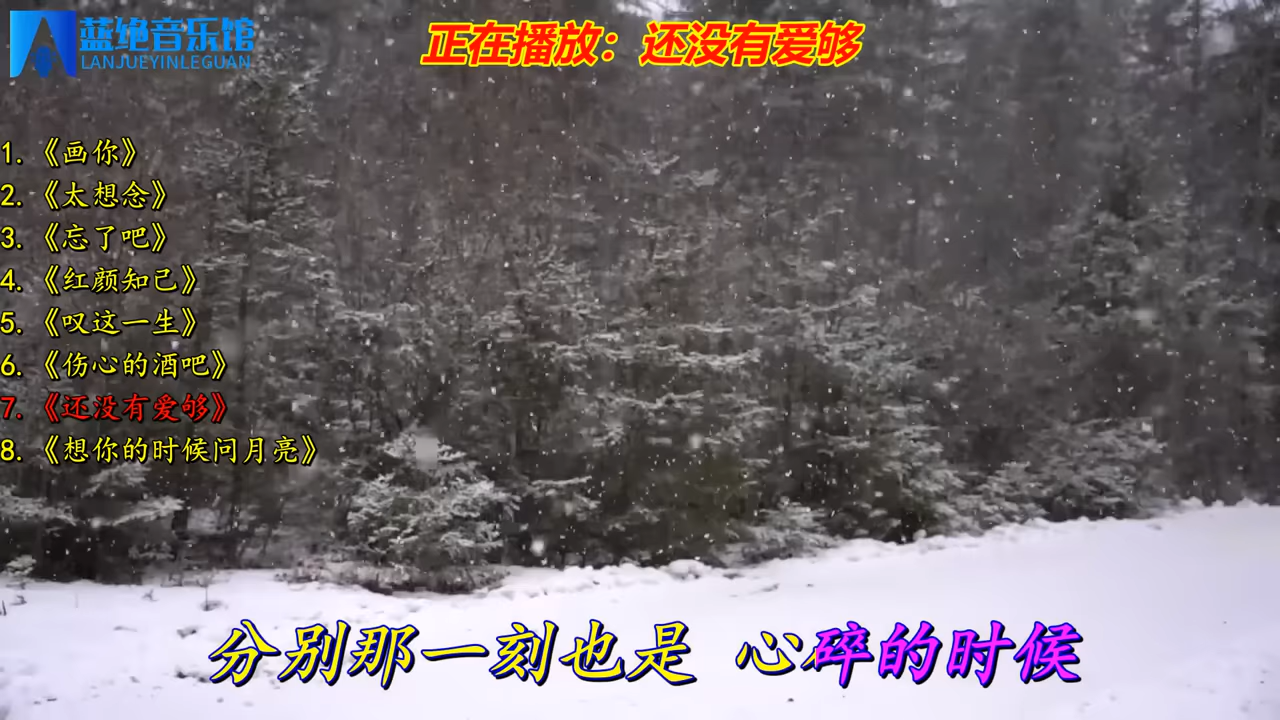 蓝绝音乐馆
LANJUEYINLEGUAN
正在播放：还没有爱够
1.《画你》
2.《太想念》
3.《忘了吧》
4.《红颜知己》
5.《叹这一生》
6.《伤心的酒吧》
7.《还没有爱够》
8.《想你的时候问月亮》
分别那一刻也是 心碎的时候